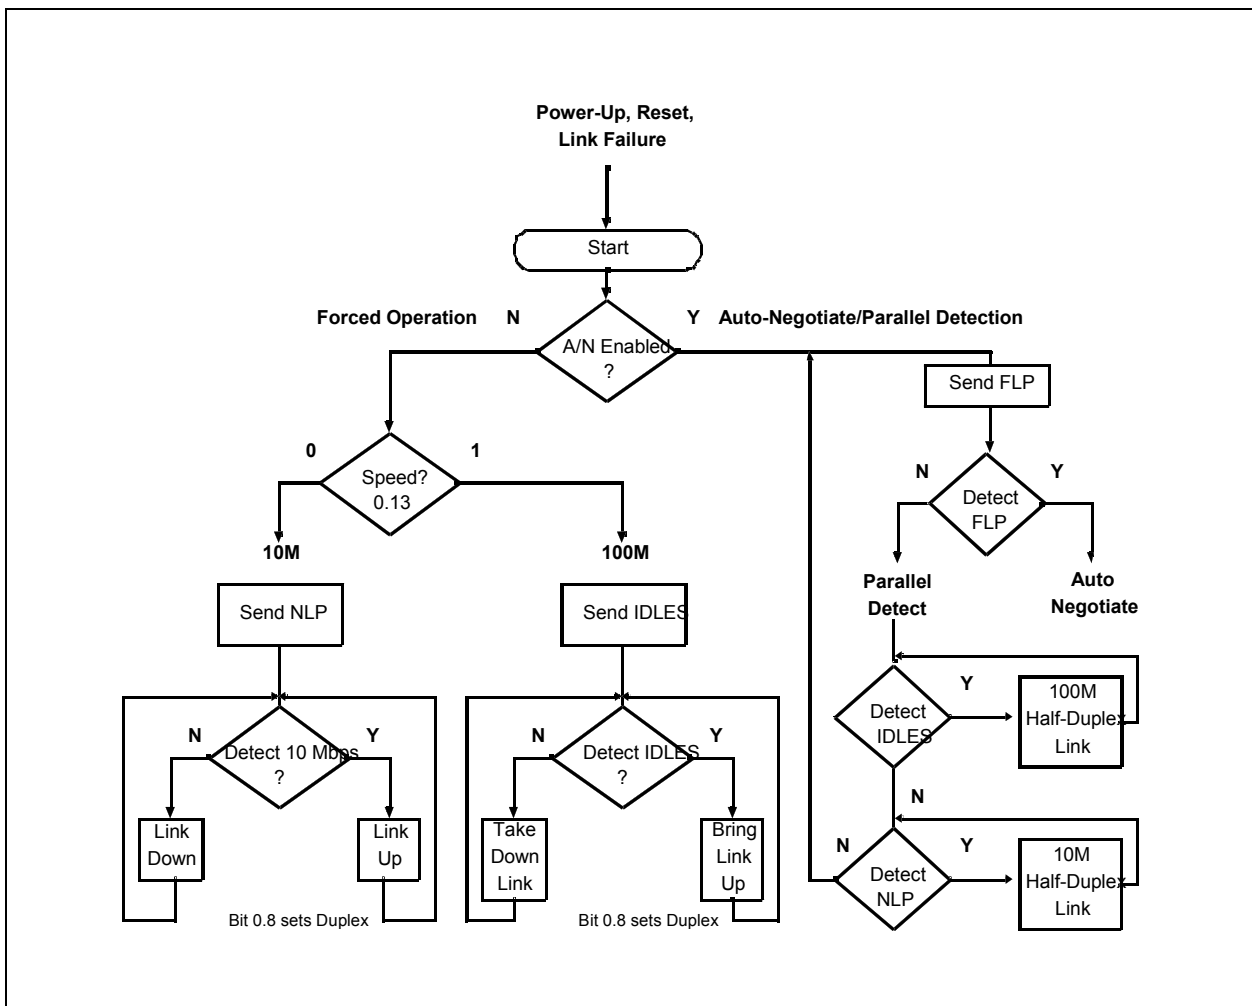 Power-Up, Reset,
Link Failure
Start
Forced Operation N
Y Auto-Negotiate/Parallel Detection
A/N Enabled
?
Send FLP
0
1
Speed?
0.13
N
Y
Detect
FLP
10M
100M
Parallel
Detect
Auto
Negotiate
Send NLP
Send IDLES
N
Y
Detect 10 Mbps
?
Link
Down
Link
Up
Bit 0.8 sets Duplex
N
Y
Detect IDLES
?
Take
Down
Link
Bring
Link
Up
Bit 0.8 sets Duplex
Detect
IDLES
Y
100M
Half-Duplex
Link
N
N
Y
Detect
NLP
10M
Half-Duplex
Link